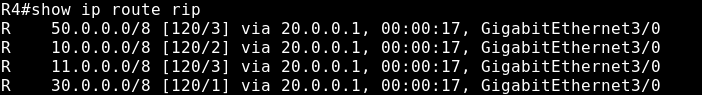 R4#show ip route rip
R    50.0.0.0/8 [120/3] via 20.0.0.1, 00:00:17, GigabitEthernet3/0
R    10.0.0.0/8 [120/2] via 20.0.0.1, 00:00:17, GigabitEthernet3/0
R    11.0.0.0/8 [120/3] via 20.0.0.1, 00:00:17, GigabitEthernet3/0
R    30.0.0.0/8 [120/1] via 20.0.0.1, 00:00:17, GigabitEthernet3/0